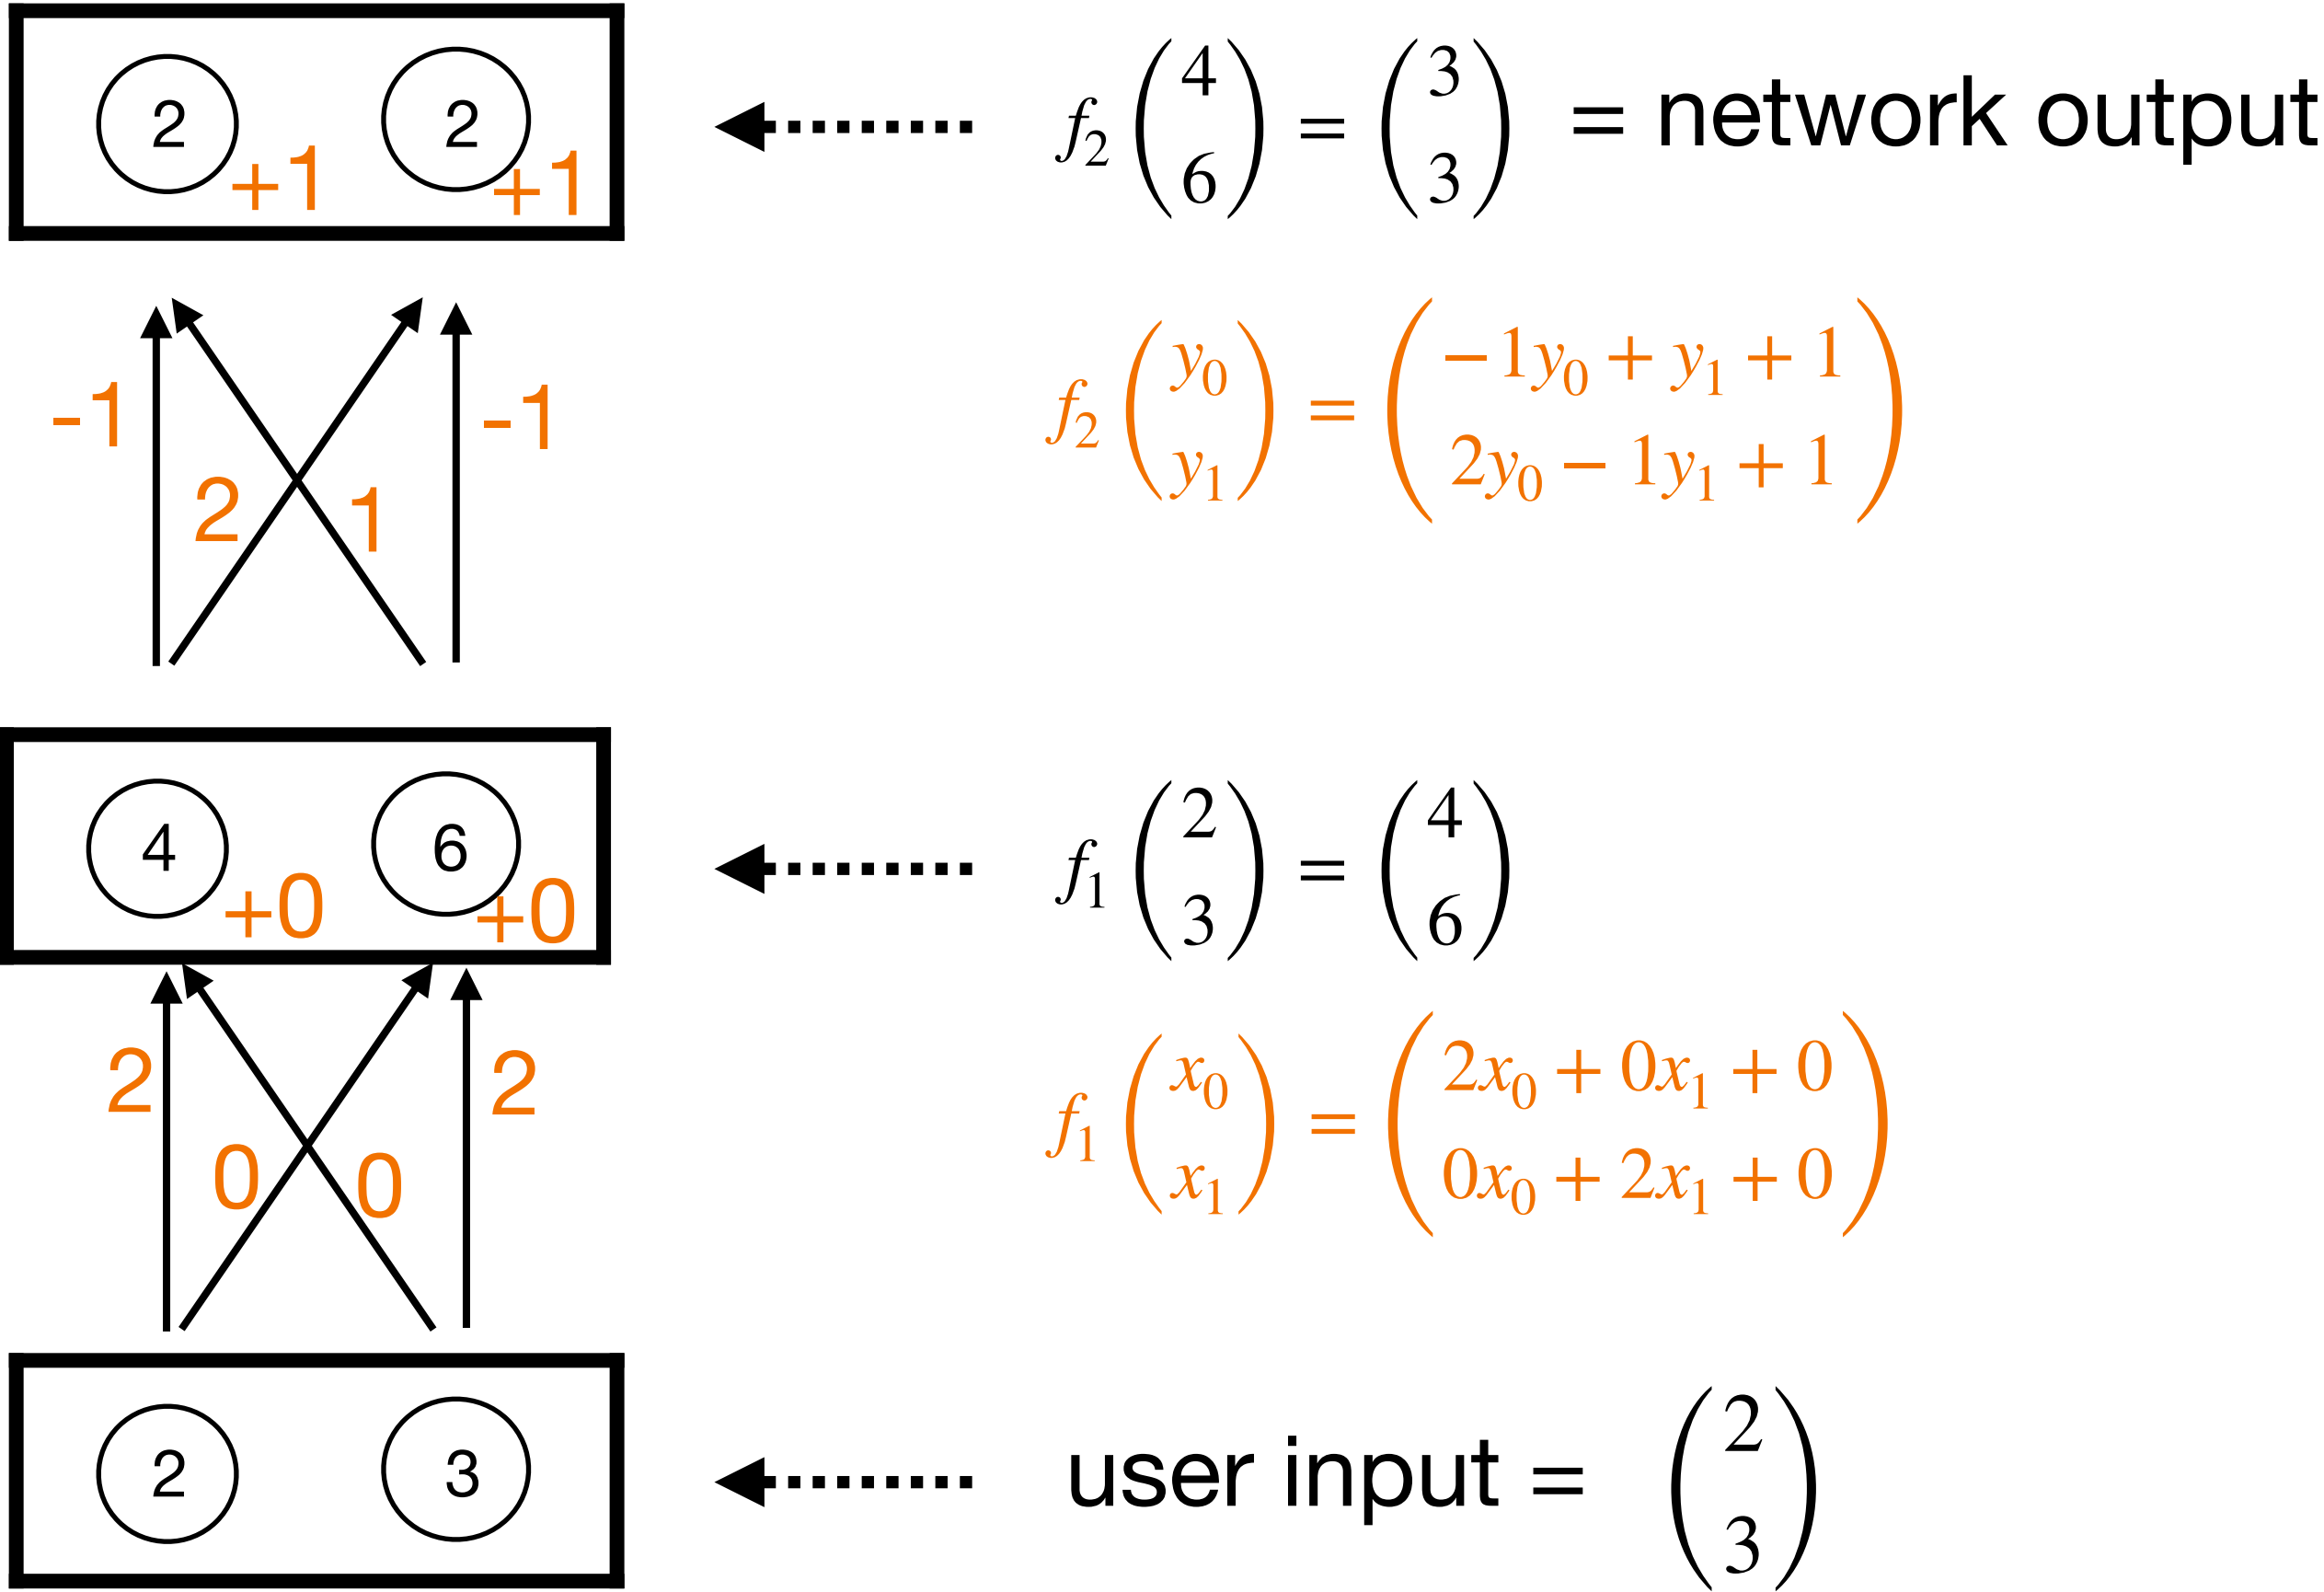 2 +1 2 +1
f₂ (4 6) = (3 3) = network output
-1 2 1 -1
f₂ (y₀ y₁) = (−1y₀ + y₁ + 1 2y₀ − 1y₁ + 1)
4 +0 6 +0
f₁ (2 3) = (4 6)
2 0 0 2
f₁ (x₀ x₁) = (2x₀ + 0x₁ + 0 0x₀ + 2x₁ + 0)
2 3
user input = (2 3)